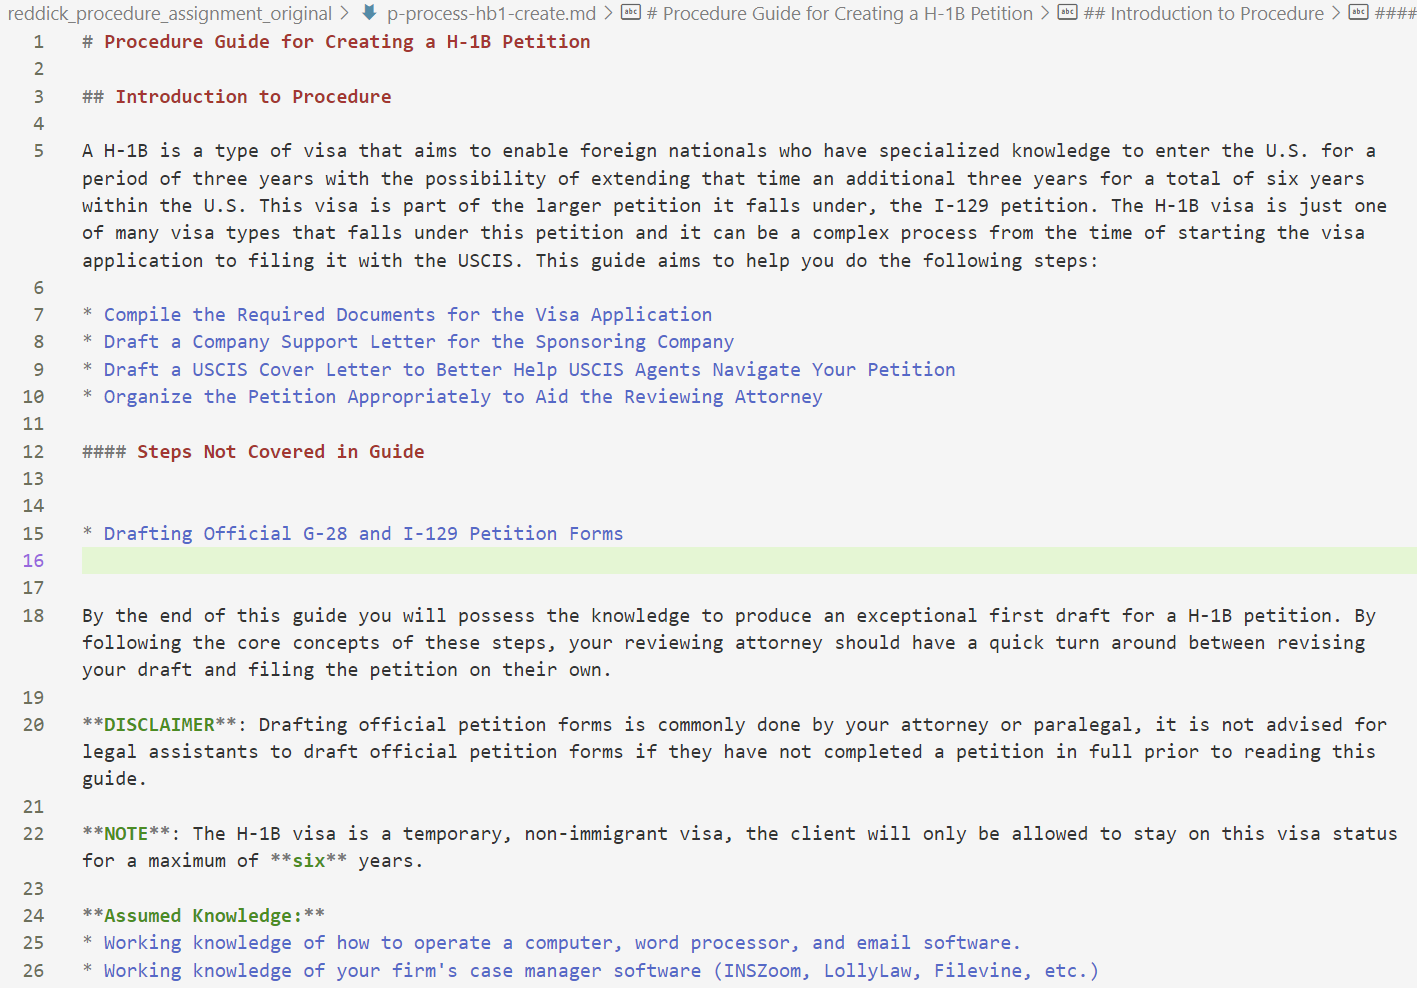 reddick_procedure_assignment_original > p-process-hb1-create.md > # Procedure Guide for Creating a H-1B Petition > ## Introduction to Procedure > ####
1 # Procedure Guide for Creating a H-1B Petition
2
3 ## Introduction to Procedure
4
5 A H-1B is a type of visa that aims to enable foreign nationals who have specialized knowledge to enter the U.S. for a
period of three years with the possibility of extending that time an additional three years for a total of six years
within the U.S. This visa is part of the larger petition it falls under, the I-129 petition. The H-1B visa is just one
of many visa types that falls under this petition and it can be a complex process from the time of starting the visa
application to filing it with the USCIS. This guide aims to help you do the following steps:
6
7 * Compile the Required Documents for the Visa Application
8 * Draft a Company Support Letter for the Sponsoring Company
9 * Draft a USCIS Cover Letter to Better Help USCIS Agents Navigate Your Petition
10 * Organize the Petition Appropriately to Aid the Reviewing Attorney
11
12 #### Steps Not Covered in Guide
13
14
15 * Drafting Official G-28 and I-129 Petition Forms
16
17
18 By the end of this guide you will possess the knowledge to produce an exceptional first draft for a H-1B petition. By
following the core concepts of these steps, your reviewing attorney should have a quick turn around between revising
your draft and filing the petition on their own.
19
20 **DISCLAIMER**: Drafting official petition forms is commonly done by your attorney or paralegal, it is not advised for
legal assistants to draft official petition forms if they have not completed a petition in full prior to reading this
guide.
21
22 **NOTE**: The H-1B visa is a temporary, non-immigrant visa, the client will only be allowed to stay on this visa status
for a maximum of **six** years.
23
24 **Assumed Knowledge:**
25 * Working knowledge of how to operate a computer, word processor, and email software.
26 * Working knowledge of your firm's case manager software (INSZoom, LollyLaw, Filevine, etc.)